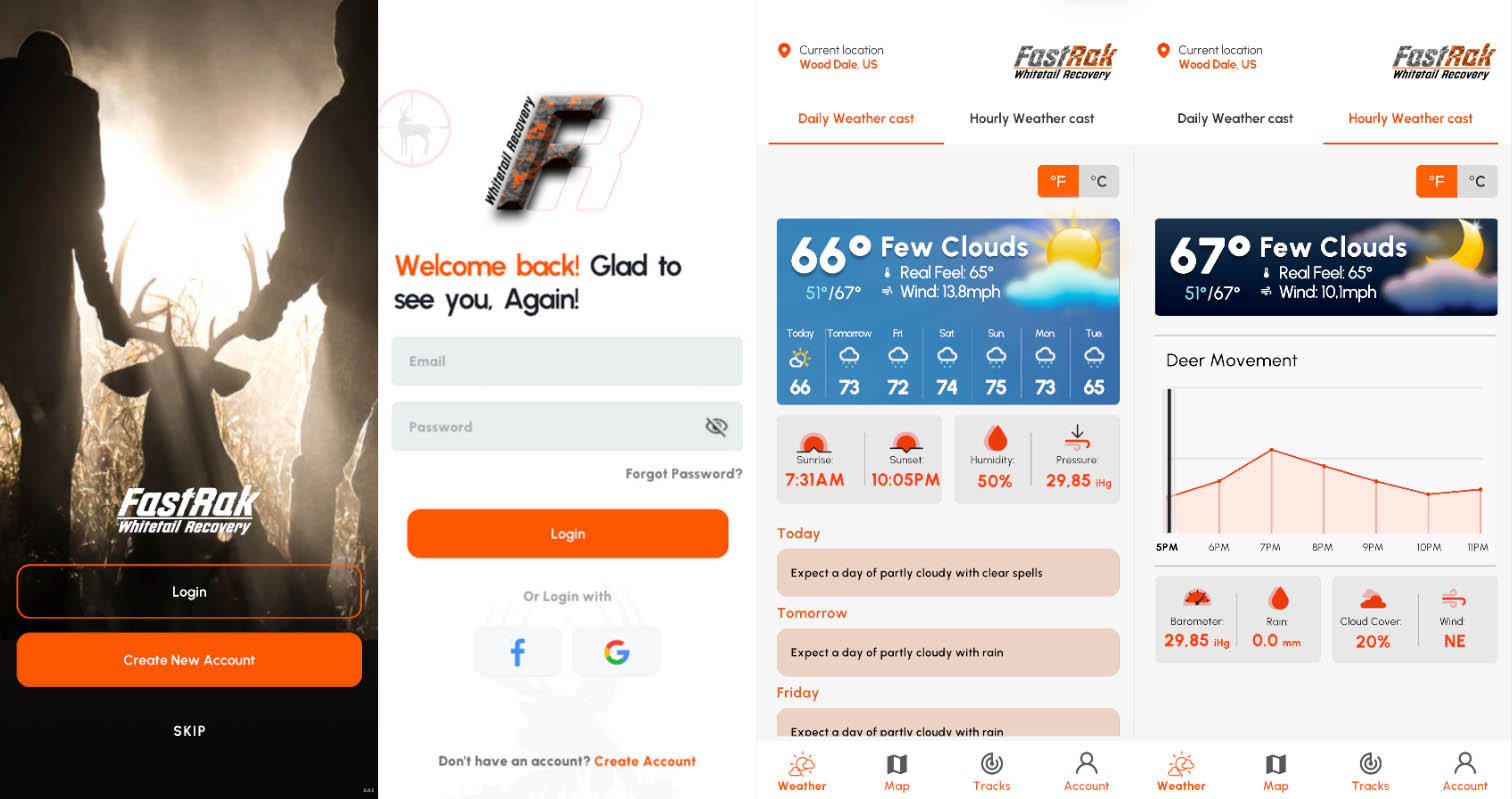 FastRak
Whitetail Recovery
Login
Create New Account
SKIP
Whitetail Recovery
F R
Welcome back! Glad to
see you, Again!
Email
Password
Forgot Password?
Login
Or Login with
Don't have an account? Create Account
Current location
Wood Dale, US
FastRak
Whitetail Recovery
Daily Weather cast
Hourly Weather cast
°F °C
66° Few Clouds
Real Feel: 65°
51°/67° Wind: 13.8mph
Today Tomorrow Fri. Sat. Sun. Mon. Tue.
66 73 72 74 75 73 65
Sunrise: Sunset: Humidity: Pressure:
7:31AM 10:05PM 50% 29,85 iHg
Today
Expect a day of partly cloudy with clear spells
Tomorrow
Expect a day of partly cloudy with rain
Friday
Expect a day of partly cloudy with rain
Weather Map Tracks Account
Current location
Wood Dale, US
FastRak
Whitetail Recovery
Daily Weather cast
Hourly Weather cast
°F °C
67° Few Clouds
Real Feel: 65°
51°/67° Wind: 10,1mph
Deer Movement
5PM 6PM 7PM 8PM 9PM 10PM 11PM
Barometer: Rain: Cloud Cover: Wind:
29,85 iHg 0.0 mm 20% NE
Weather Map Tracks Account